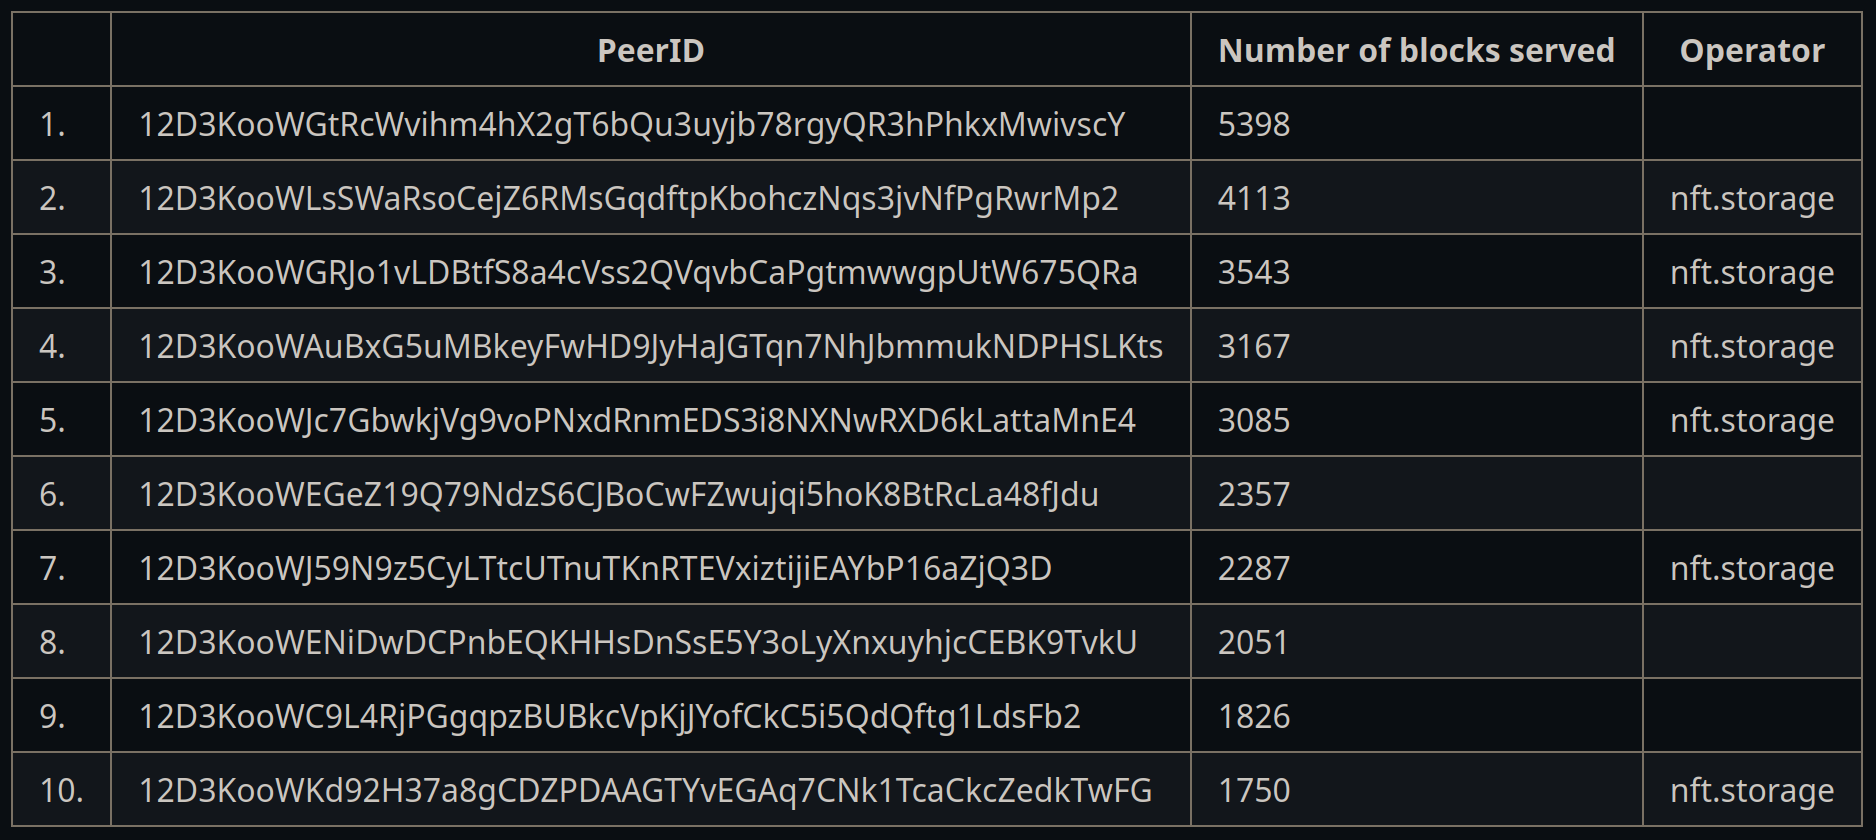 PeerID Number of blocks served Operator
1. 12D3KooWGtRcWvihm4hX2gT6bQu3uyjb78rgyQR3hPhkxMwivscY 5398
2. 12D3KooWLsSWaRsoCejZ6RMsGqdftpKbohczNqs3jvNfPgRwrMp2 4113 nft.storage
3. 12D3KooWGRJo1vLDBtfS8a4cVss2QVqvbCaPgtmwwgpUtW675QRa 3543 nft.storage
4. 12D3KooWAuBxG5uMBkeyFwHD9JyHaJGTqn7NhJbmmukNDPHSLKts 3167 nft.storage
5. 12D3KooWJc7GbwkjVg9voPNxdRnmEDS3i8NXNwRXD6kLattaMnE4 3085 nft.storage
6. 12D3KooWEGeZ19Q79NdzS6CJBoCwFZwujqi5hoK8BtRcLa48fJdu 2357
7. 12D3KooWJ59N9z5CyLTtcUTnuTKnRTEVxiztijiEAYbP16aZjQ3D 2287 nft.storage
8. 12D3KooWENiDwDCPnbEQKHHsDnSsE5Y3oLyXnxuyhjcCEBK9TvkU 2051
9. 12D3KooWC9L4RjPGgqpzBUBkcVpKjJYofCkC5i5QdQftg1LdsFb2 1826
10. 12D3KooWKd92H37a8gCDZPDAAGTYvEGAq7CNk1TcaCkcZedkTwFG 1750 nft.storage